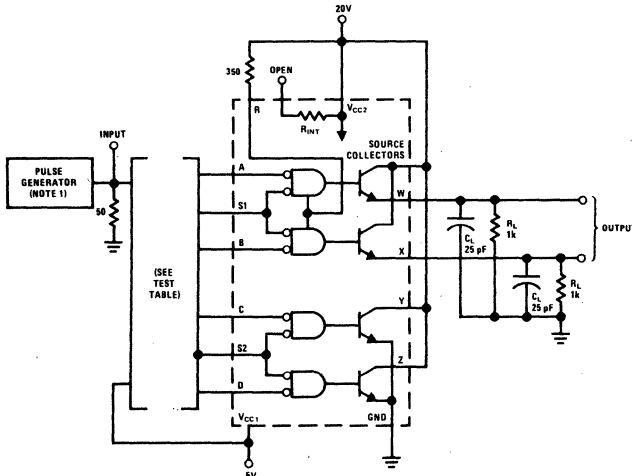 20V
350
OPEN
R
VCC2
RINT
INPUT
SOURCE
COLLECTORS
PULSE
GENERATOR
(NOTE 1)
50
A
W
S1
B
X
CL
25 pF
RL
1k
OUTPUT
(SEE
TEST
TABLE)
CL
25 pF
RL
1k
C
Y
S2
Z
D
VCC1
GND
5V